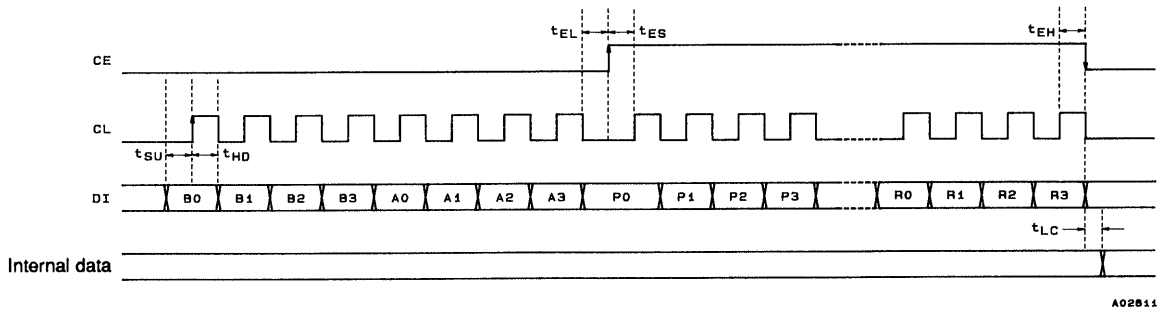 tEL tES tEH
CE
CL
tSU tHD
DI B0 B1 B2 B3 A0 A1 A2 A3 P0 P1 P2 P3 R0 R1 R2 R3
tLC
Internal data
A02611